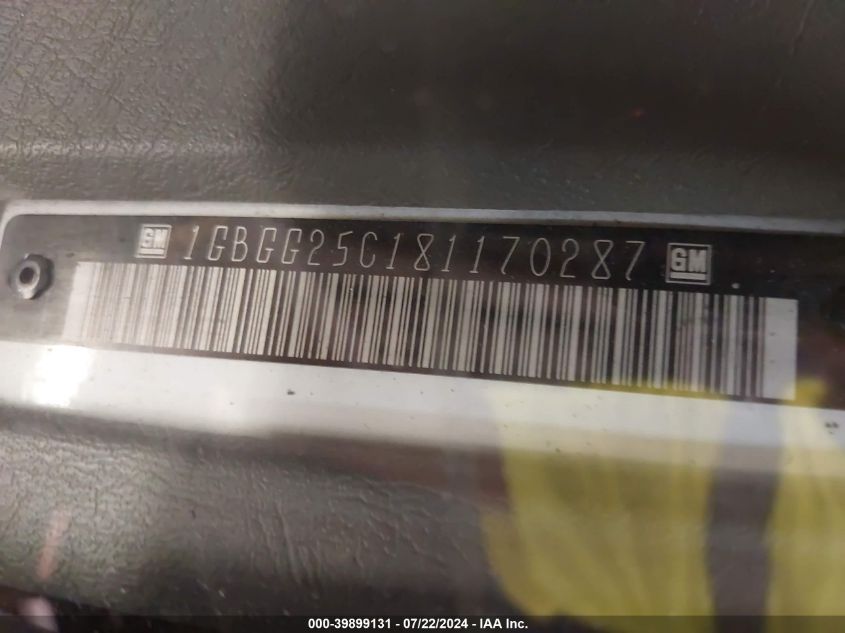 GM 1GBGG25C181170287 GM
000-39899131 - 07/22/2024 - IAA Inc.